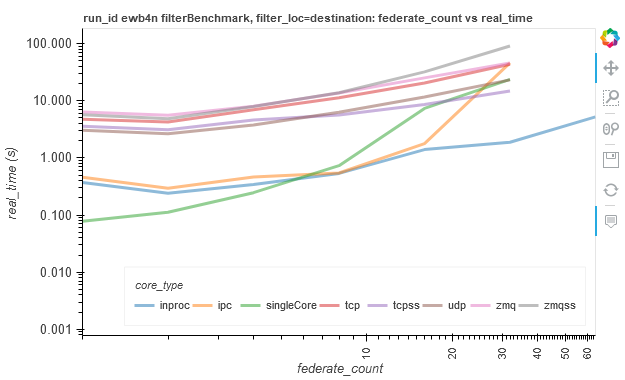 run_id ewb4n filterBenchmark, filter_loc=destination: federate_count vs real_time
100.000
10.000
1.000
0.100
0.010
0.001
real_time (s)
core_type
inproc ipc singleCore tcp tcpss udp zmq zmqss
10 20 30 40 50 60
federate_count